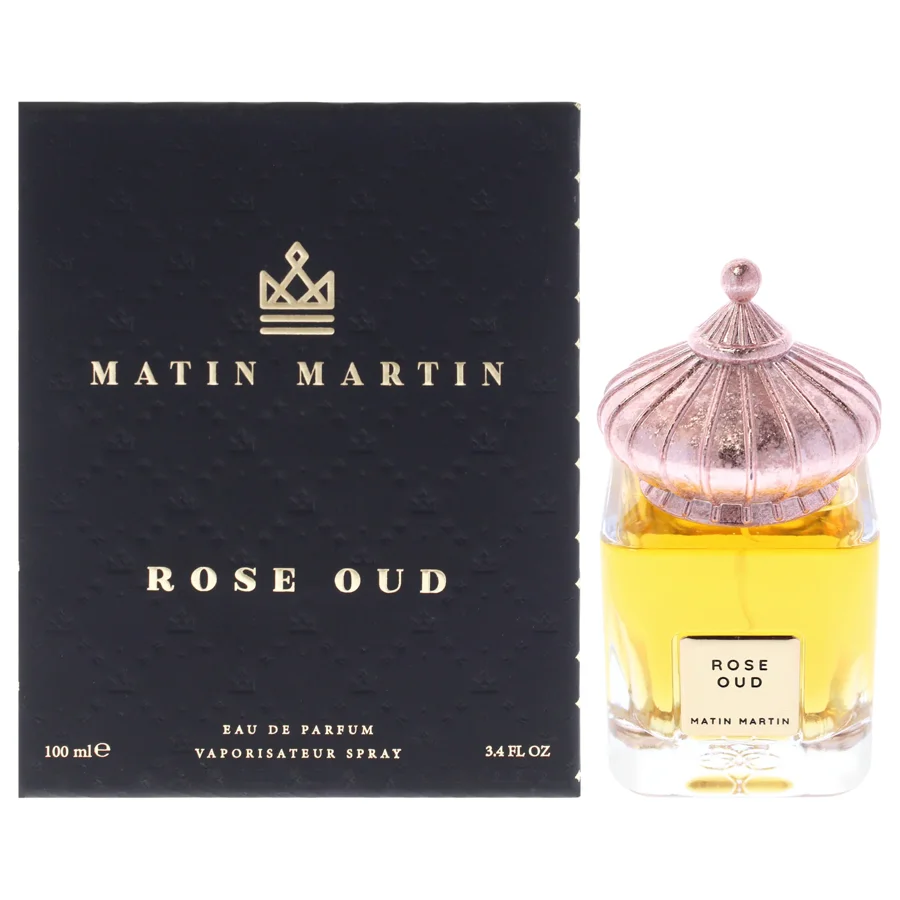 MATIN MARTIN
ROSE OUD
EAU DE PARFUM
VAPORISATEUR SPRAY
100 ml℮
3.4 FL OZ
ROSE
OUD
MATIN MARTIN